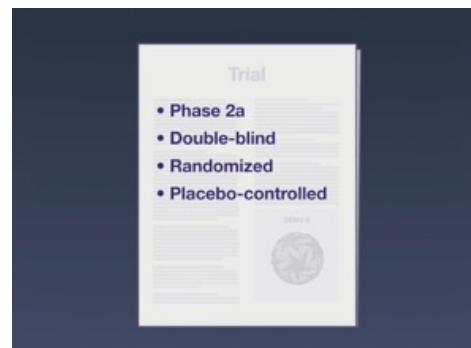 Trial
• Phase 2a
• Double-blind
• Randomized
• Placebo-controlled